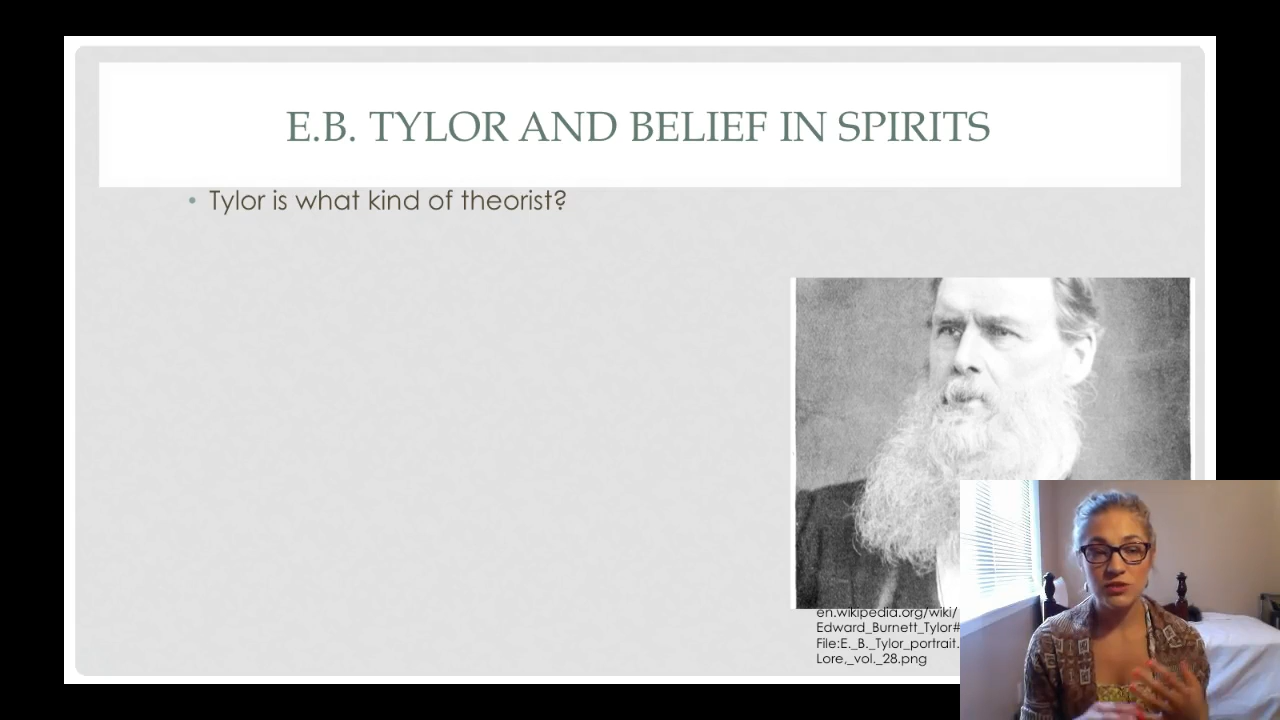 E.B. TYLOR AND BELIEF IN SPIRITS
• Tylor is what kind of theorist?
en.wikipedia.org/wiki/
Edward_Burnett_Tylor#
File:E._B._Tylor_portrait.
Lore,_vol._28.png